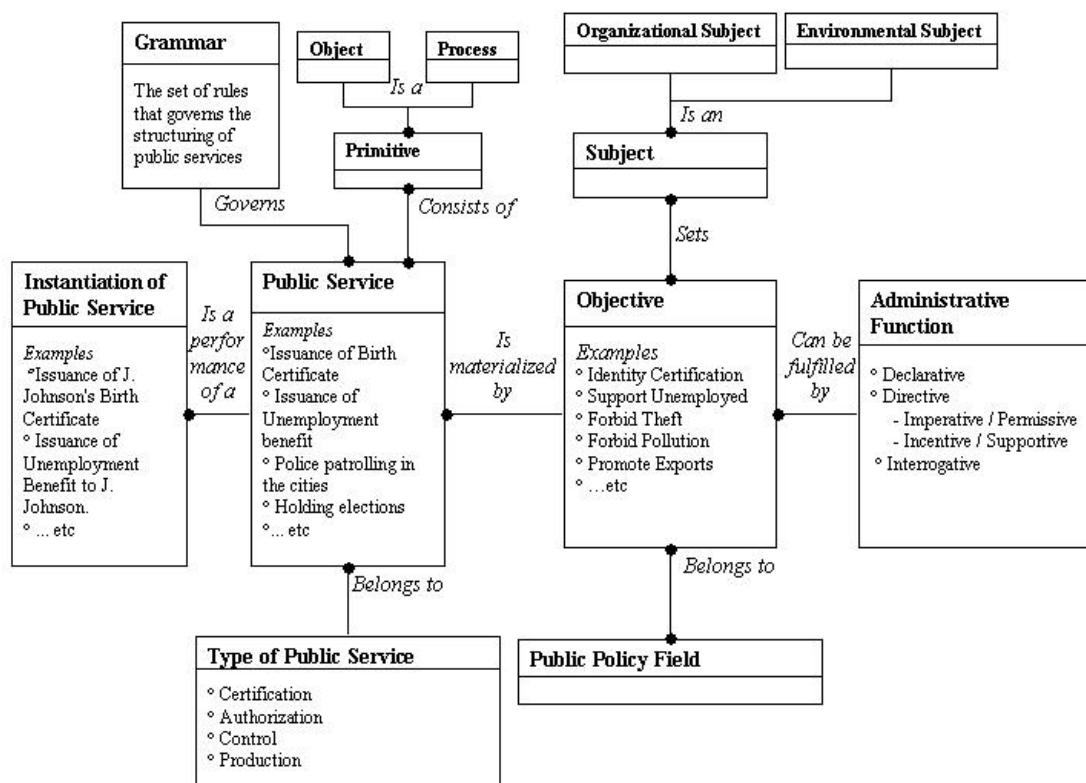 Grammar
The set of rules
that governs the
structuring of
public services
Object
Process
Is a
Primitive
Organizational Subject
Environmental Subject
Is an
Subject
Governs
Consists of
Sets
Instantiation of
Public Service
Examples
°Issuance of J.
Johnson's Birth
Certificate
° Issuance of
Unemployment
Benefit to J.
Johnson.
° ... etc
Is a
perfor
mance
of a
Public Service
Examples
°Issuance of Birth
Certificate
° Issuance of
Unemployment
benefit
° Police patrolling in
the cities
° Holding elections
°... etc
Is
materialized
by
Objective
Examples
° Identity Certification
° Support Unemployed
° Forbid Theft
° Forbid Pollution
° Promote Exports
° ...etc
Can be
fulfilled
by
Administrative
Function
° Declarative
° Directive
- Imperative / Permissive
- Incentive / Supportive
° Interrogative
Belongs to
Belongs to
Type of Public Service
° Certification
° Authorization
° Control
° Production
Public Policy Field